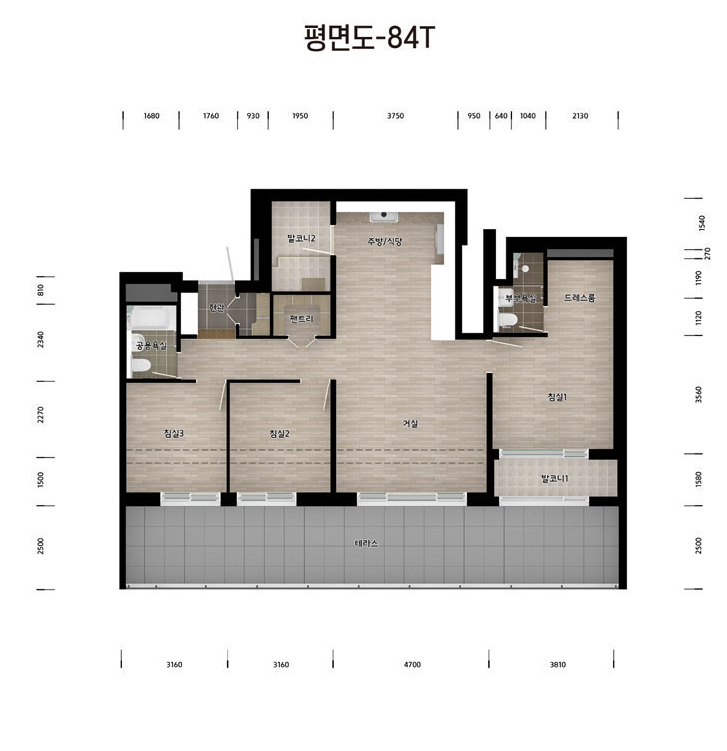 평면도-84T
1680
1760
930
1950
3750
950
640
1040
2130
1540
270
1190
1120
3560
1580
2500
810
2340
2270
1500
2500
발코니2
주방/식당
부부욕실
드레스룸
현관
팬트리
공용욕실
침실1
침실3
침실2
거실
발코니1
테라스
3160
3160
4700
3810